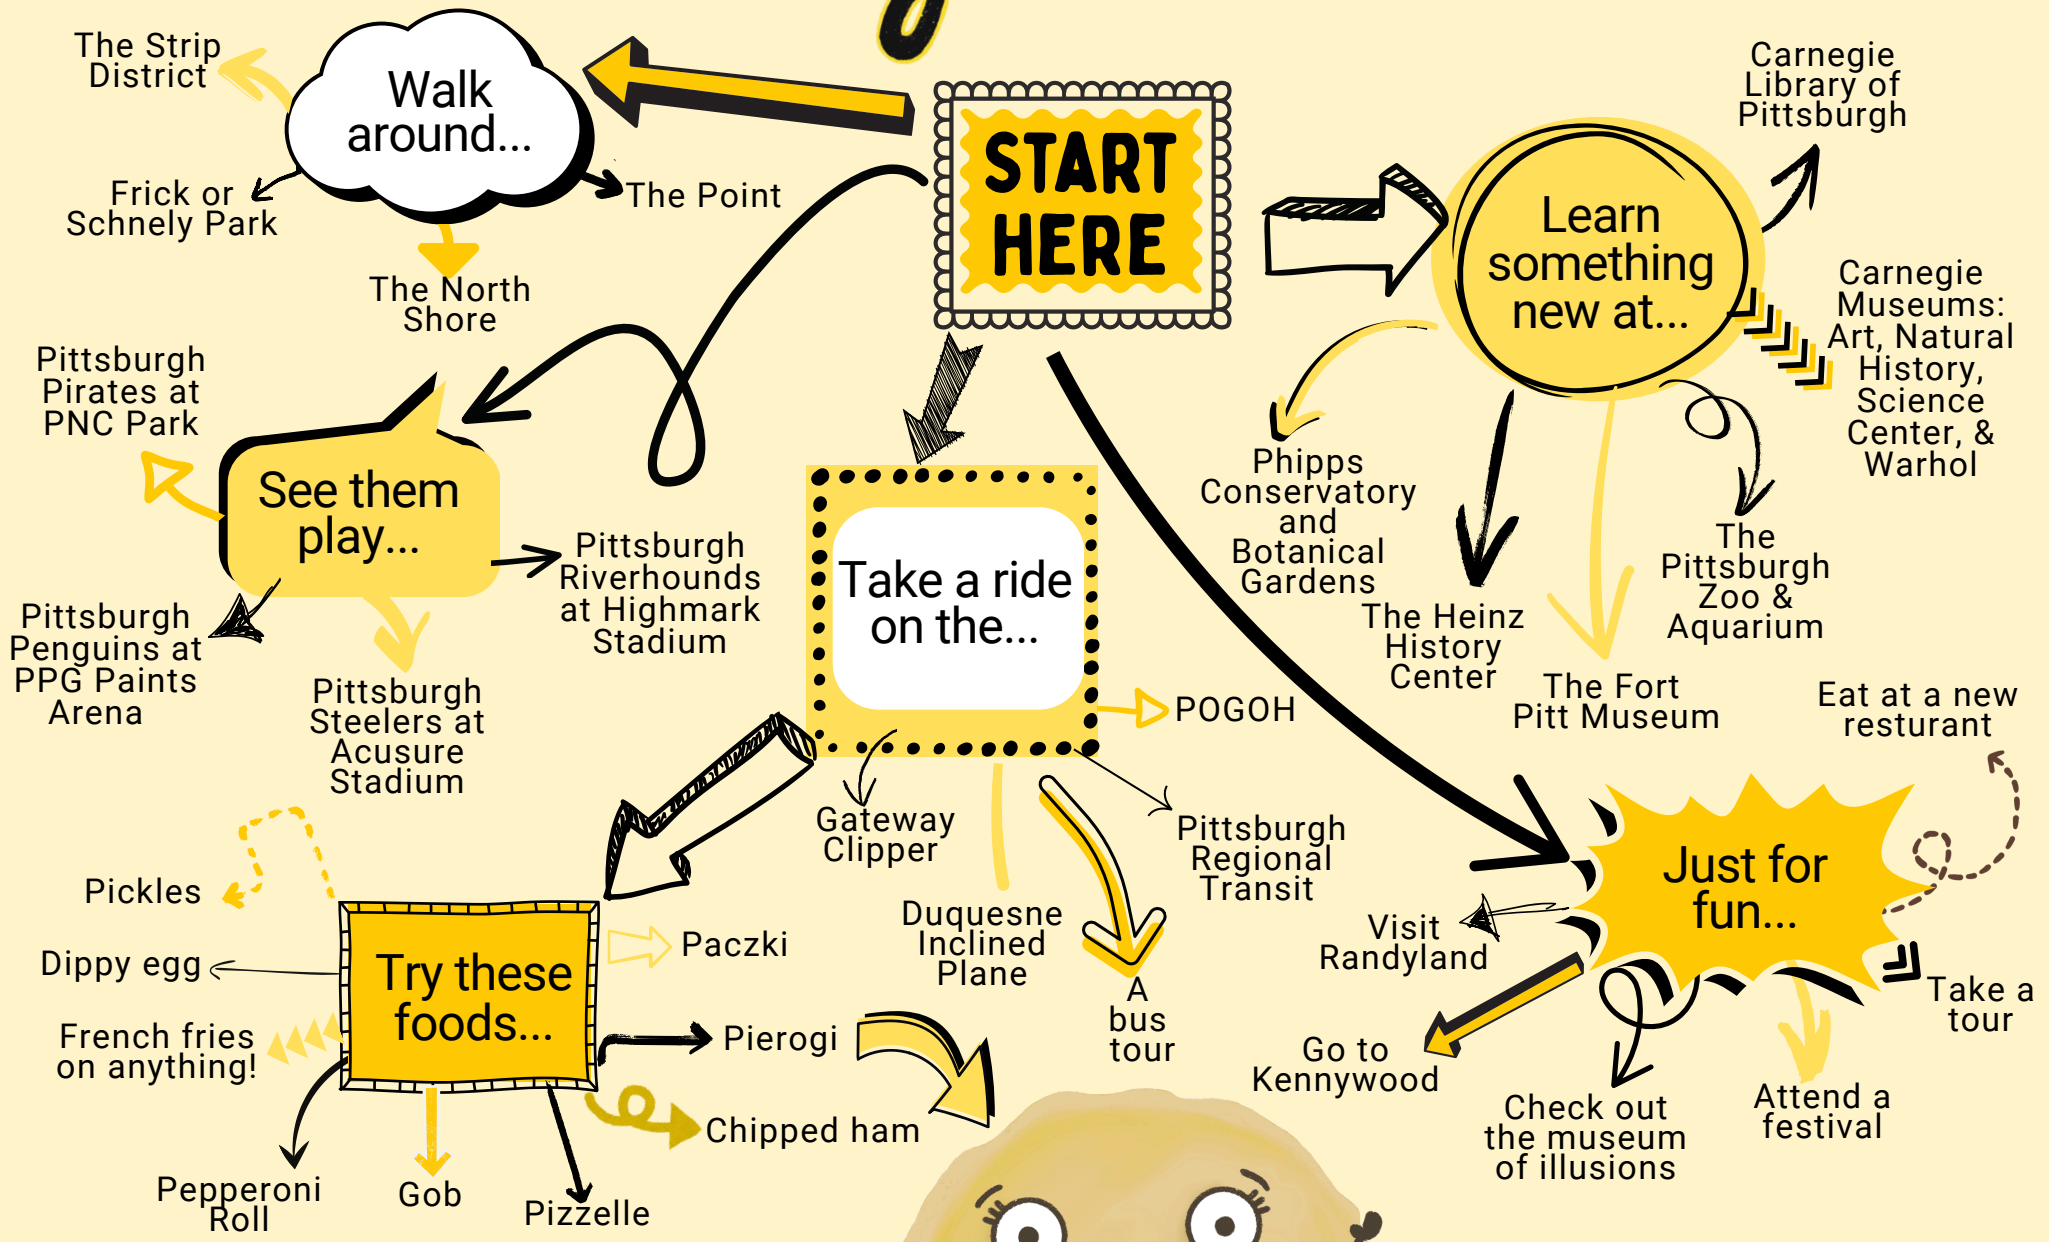 START
HERE
Walk
around...
The Strip
District
Frick or
Schnely Park
The North
Shore
The Point
See them
play...
Pittsburgh
Pirates at
PNC Park
Pittsburgh
Penguins at
PPG Paints
Arena
Pittsburgh
Steelers at
Acusure
Stadium
Pittsburgh
Riverhounds
at Highmark
Stadium
Take a ride
on the...
POGOH
Gateway
Clipper
Duquesne
Inclined
Plane
A
bus
tour
Pittsburgh
Regional
Transit
Learn
something
new at...
Carnegie
Library of
Pittsburgh
Carnegie
Museums:
Art, Natural
History,
Science
Center, &
Warhol
Phipps
Conservatory
and
Botanical
Gardens
The Heinz
History
Center
The Fort
Pitt Museum
The
Pittsburgh
Zoo &
Aquarium
Just for
fun...
Eat at a new
resturant
Visit
Randyland
Go to
Kennywood
Check out
the museum
of illusions
Attend a
festival
Take a
tour
Try these
foods...
Pickles
Dippy egg
French fries
on anything!
Pepperoni
Roll
Gob
Pizzelle
Paczki
Pierogi
Chipped ham